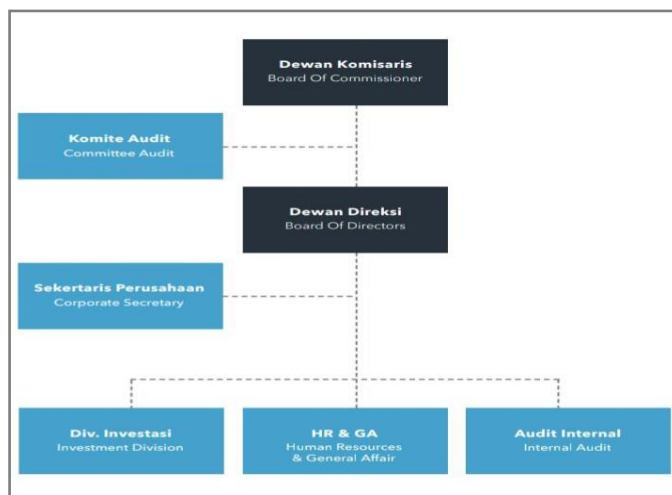 Dewan Komisaris
Board Of Commissioner
Komite Audit
Committee Audit
Dewan Direksi
Board Of Directors
Sekertaris Perusahaan
Corporate Secretary
Div. Investasi
Investment Division
HR & GA
Human Resources
& General Affair
Audit Internal
Internal Audit